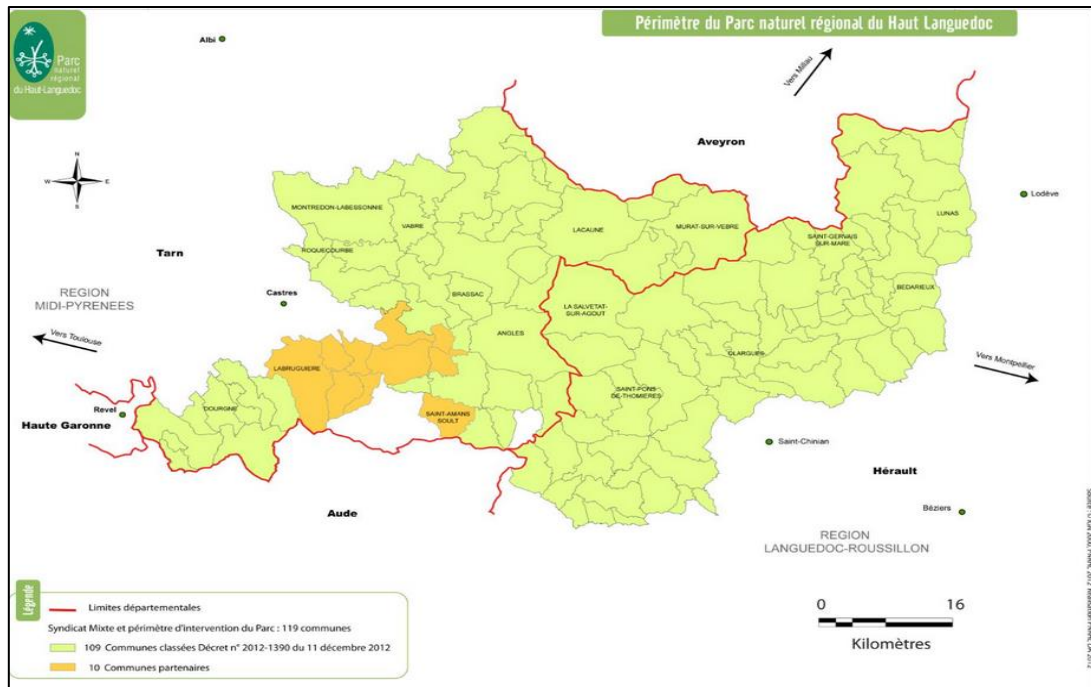 Parc
naturel
régional
du Haut-Languedoc
Périmètre du Parc naturel régional du Haut Languedoc
Albi
Vers Millau
Aveyron
N
W
E
S
Lodève
MONTREDON-LABESSONNIE
VABRE
LACAUNE
MURAT-SUR-VEBRE
SAINT-GERVAIS
SUR-MARE
LUNAS
Tarn
ROQUECOURBE
REGION
MIDI-PYRENEES
Castres
BRASSAC
LA SALVETAT-
SUR-AGOUT
BEDARIEUX
Vers Toulouse
ANGLES
OLARGUES
Vers Montpellier
LABRUGUIERE
SAINT-PONS
DE-THOMIERES
Revel
DOURGNE
SAINT-AMANS
SOULT
Haute Garonne
Saint-Chinian
Hérault
Aude
Béziers
REGION
LANGUEDOC-ROUSSILLON
Légende
Limites départementales
Syndicat Mixte et périmètre d'intervention du Parc : 119 communes
109 Communes classées Décret n° 2012-1390 du 11 décembre 2012
10 Communes partenaires
0 16
Kilomètres